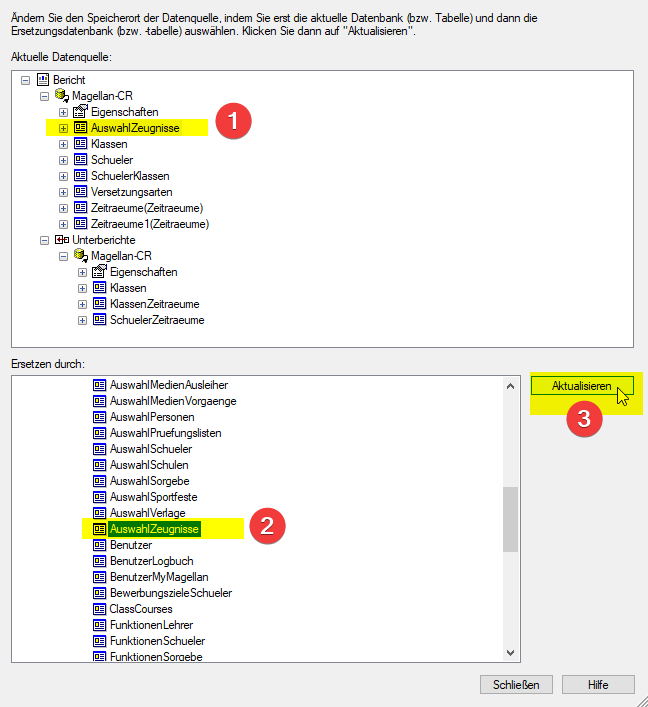 Ändern Sie den Speicherort der Datenquelle, indem Sie erst die aktuelle Datenbank (bzw. Tabelle) und dann die
Ersetzungsdatenbank (bzw. -tabelle) auswählen. Klicken Sie dann auf "Aktualisieren".
Aktuelle Datenquelle:
Bericht
Magellan-CR
Eigenschaften
AuswahlZeugnisse
1
Klassen
Schueler
SchuelerKlassen
Versetzungsarten
Zeitraeume(Zeitraeume)
Zeitraeume1(Zeitraeume)
Unterberichte
Magellan-CR
Eigenschaften
Klassen
KlassenZeitraeume
SchuelerZeitraeume
Ersetzen durch:
AuswahlMedienAusleiher
Aktualisieren
AuswahlMedienVorgaenge
AuswahlPersonen
3
AuswahlPruefungslisten
AuswahlSchueler
AuswahlSchulen
AuswahlSorgebe
AuswahlSportfeste
AuswahlVerlage
AuswahlZeugnisse
2
Benutzer
BenutzerLogbuch
BenutzerMyMagellan
BewerbungszieleSchueler
ClassCourses
FunktionenLehrer
FunktionenSchueler
FunktionenSorgebe
Schließen
Hilfe